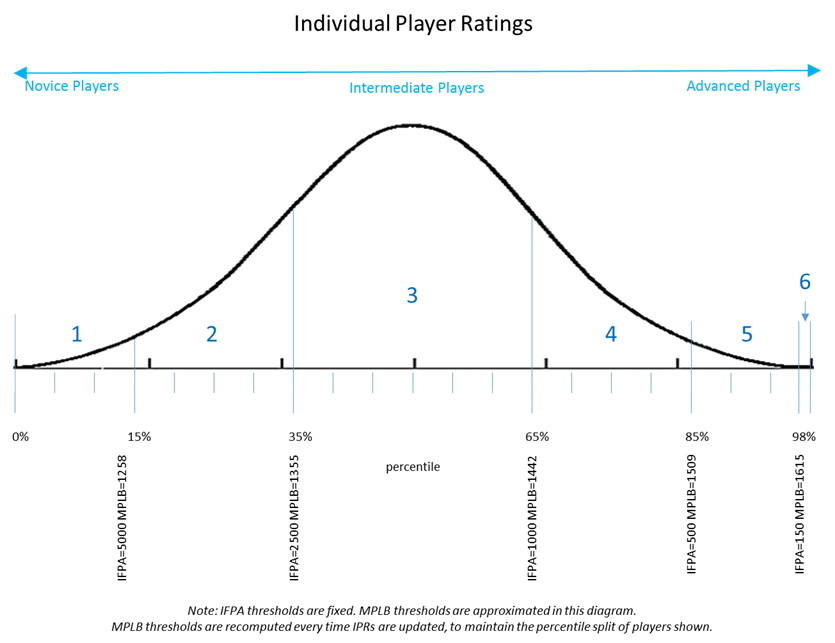 Individual Player Ratings
Novice Players
Intermediate Players
Advanced Players
6
3
1
2
4
5
0%
15%
35%
65%
85%
98%
percentile
IFPA=5000 MPLB=1258
IFPA=2500 MPLB=1355
IFPA=1000 MPLB=1442
IFPA=500 MPLB=1509
IFPA=150 MPLB=1615
Note: IFPA thresholds are fixed. MPLB thresholds are approximated in this diagram.
MPLB thresholds are recomputed every time IPRs are updated, to maintain the percentile split of players shown.